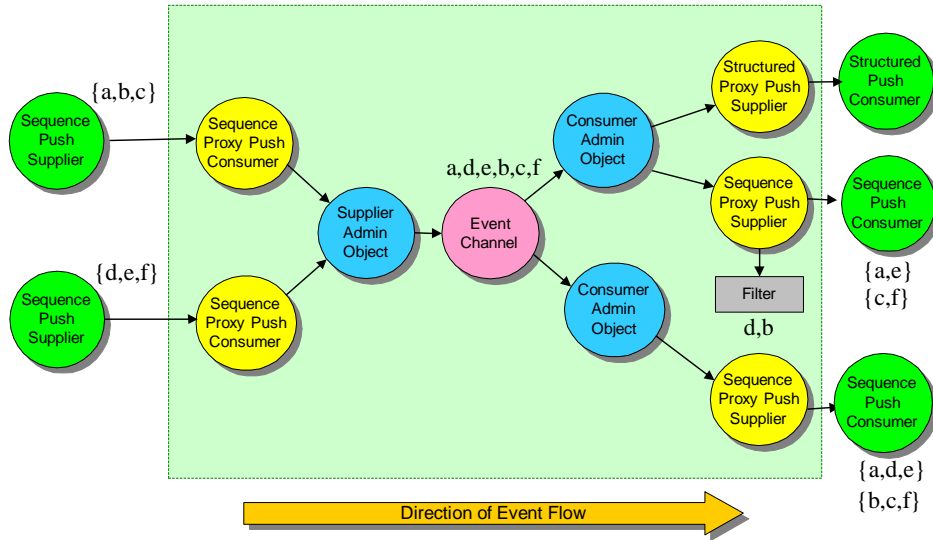 {a,b,c}
Sequence
Push
Supplier
Sequence
Proxy Push
Consumer
{d,e,f}
Sequence
Push
Supplier
Sequence
Proxy Push
Consumer
Supplier
Admin
Object
a,d,e,b,c,f
Event
Channel
Consumer
Admin
Object
Consumer
Admin
Object
Structured
Proxy Push
Supplier
Structured
Push
Consumer
Sequence
Proxy Push
Supplier
Sequence
Push
Consumer
{a,e}
{c,f}
Filter
d,b
Sequence
Proxy Push
Supplier
Sequence
Push
Consumer
{a,d,e}
{b,c,f}
Direction of Event Flow